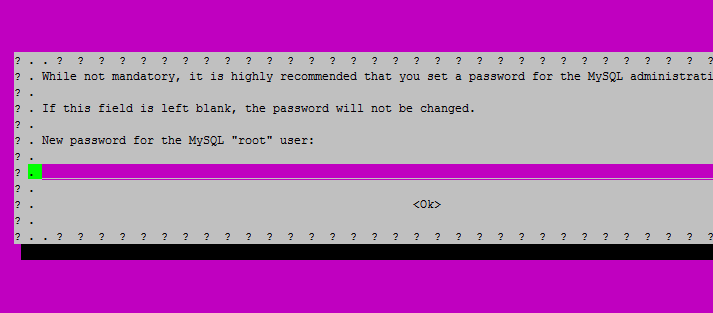 ? . . ? ? ? ? ? ? ? ? ? ? ? ? ? ? ? ? ? ? ? ? ? ? ? ? ? ? ? ? ? ? ? ?
? . While not mandatory, it is highly recommended that you set a password for the MySQL administrati
? .
? . If this field is left blank, the password will not be changed.
? .
? . New password for the MySQL "root" user:
? .
? .
? .
? . <Ok>
? .
? . . ? ? ? ? ? ? ? ? ? ? ? ? ? ? ? ? ? ? ? ? ? ? ? ? ? ? ? ? ? ? ? ?